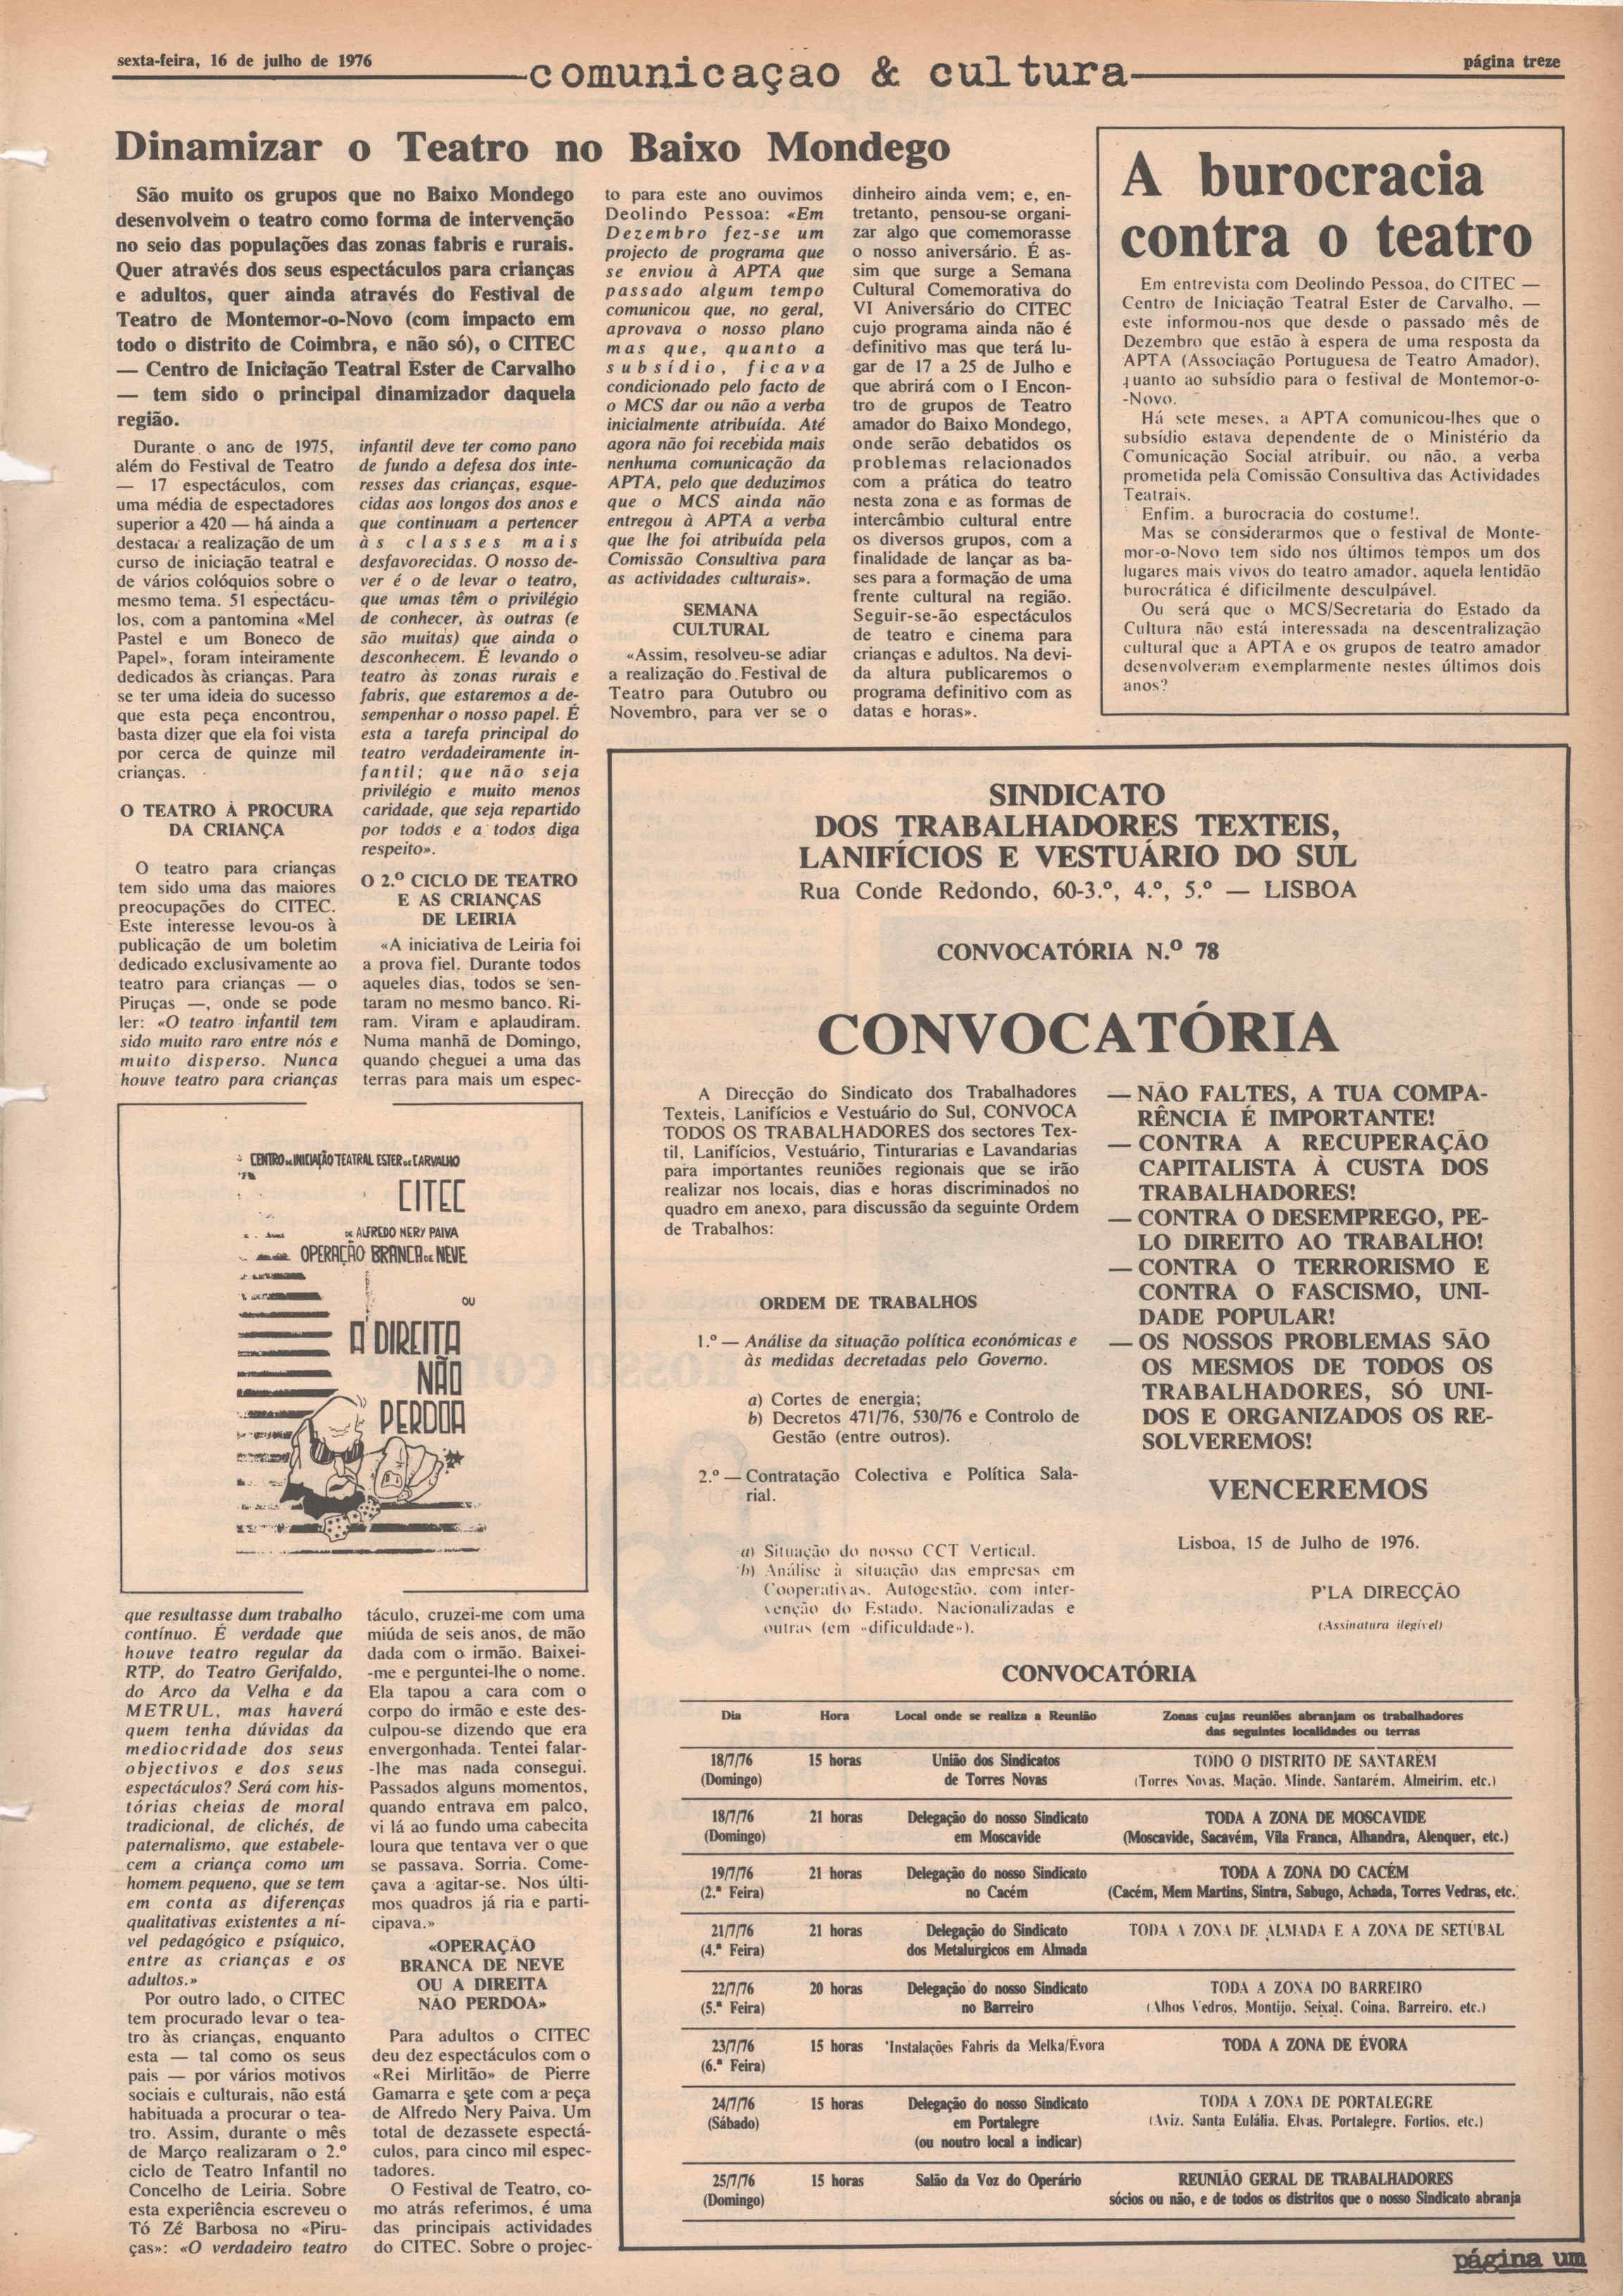 sexta-feira, 16 de julho de 1976
comunicaçao & cultura
página treze
Dinamizar o Teatro no Baixo Mondego
São muito os grupos que no Baixo Mondego
desenvolvem o teatro como forma de intervenção
no seio das populações das zonas fabris e rurais.
Quer através dos seus espectáculos para crianças
e adultos, quer ainda através do Festival de
Teatro de Montemor-o-Novo (com impacto em
todo o distrito de Coimbra, e não só), o CITEC
— Centro de Iniciação Teatral Ester de Carvalho
— tem sido o principal dinamizador daquela
região.
Durante o ano de 1975,
além do Festival de Teatro
— 17 espectáculos, com
uma média de espectadores
superior a 420 — há ainda a
destacar a realização de um
curso de iniciação teatral e
de vários colóquios sobre o
mesmo tema. 51 espectácu-
los, com a pantomina «Mel
Pastel e um Boneco de
Papel», foram inteiramente
dedicados às crianças. Para
se ter uma ideia do sucesso
que esta peça encontrou,
basta dizer que ela foi vista
por cerca de quinze mil
crianças.
O TEATRO À PROCURA
DA CRIANÇA
O teatro para crianças
tem sido uma das maiores
preocupações do CITEC.
Este interesse levou-os à
publicação de um boletim
dedicado exclusivamente ao
teatro para crianças — o
Piruças —, onde se pode
ler: «O teatro infantil tem
sido muito raro entre nós e
muito disperso. Nunca
houve teatro para crianças
CENTRO DE INICIAÇÃO TEATRAL ESTER DE CARVALHO
CITEC
DE ALFREDO NERY PAIVA
OPERAÇÃO BRANCA DE NEVE
OU
A DIREITA
NÃO
PERDOA
que resultasse dum trabalho
contínuo. É verdade que
houve teatro regular da
RTP, do Teatro Gerifaldo,
do Arco da Velha e da
METRUL, mas haverá
quem tenha dúvidas da
mediocridade dos seus
objectivos e dos seus
espectáculos? Será com his-
tórias cheias de moral
tradicional, de clichés, de
paternalismo, que estabele-
cem a criança como um
homem pequeno, que se tem
em conta as diferenças
qualitativas existentes a ní-
vel pedagógico e psíquico,
entre as crianças e os
adultos.»
Por outro lado, o CITEC
tem procurado levar o tea-
tro às crianças, enquanto
esta — tal como os seus
pais — por vários motivos
sociais e culturais, não está
habituada a procurar o tea-
tro. Assim, durante o mês
de Março realizaram o 2.º
ciclo de Teatro Infantil no
Concelho de Leiria. Sobre
esta experiência escreveu o
Tó Zé Barbosa no «Piru-
ças»: «O verdadeiro teatro
infantil deve ter como pano
de fundo a defesa dos inte-
resses das crianças, esque-
cidas aos longos dos anos e
que continuam a pertencer
às classes mais
desfavorecidas. O nosso de-
ver é o de levar o teatro,
que umas têm o privilégio
de conhecer, às outras (e
são muitas) que ainda o
desconhecem. É levando o
teatro às zonas rurais e
fabris, que estaremos a de-
sempenhar o nosso papel. É
esta a tarefa principal do
teatro verdadeiramente in-
fantil; que não seja
privilégio e muito menos
caridade, que seja repartido
por todos e a todos diga
respeito».
O 2.º CICLO DE TEATRO
E AS CRIANÇAS
DE LEIRIA
«A iniciativa de Leiria foi
a prova fiel. Durante todos
aqueles dias, todos se sen-
taram no mesmo banco. Ri-
ram. Viram e aplaudiram.
Numa manhã de Domingo,
quando cheguei a uma das
terras para mais um espec-
táculo, cruzei-me com uma
miúda de seis anos, de mão
dada com o irmão. Baixei-
-me e perguntei-lhe o nome.
Ela tapou a cara com o
corpo do irmão e este des-
culpou-se dizendo que era
envergonhada. Tentei falar-
-lhe mas nada consegui.
Passados alguns momentos,
quando entrava em palco,
vi lá ao fundo uma cabecita
loura que tentava ver o que
se passava. Sorria. Come-
çava a agitar-se. Nos últi-
mos quadros já ria e parti-
cipava.»
«OPERAÇÃO
BRANCA DE NEVE
OU A DIREITA
NÃO PERDOA»
Para adultos o CITEC
deu dez espectáculos com o
«Rei Mirlitão» de Pierre
Gamarra e sete com a peça
de Alfredo Nery Paiva. Um
total de dezassete espectá-
culos, para cinco mil espec-
tadores.
O Festival de Teatro, co-
mo atrás referimos, é uma
das principais actividades
do CITEC. Sobre o projec-
to para este ano ouvimos
Deolindo Pessoa: «Em
Dezembro fez-se um
projecto de programa que
se enviou à APTA que
passado algum tempo
comunicou que, no geral,
aprovava o nosso plano
mas que, quanto a
subsídio, ficava
condicionado pelo facto de
o MCS dar ou não a verba
inicialmente atribuída. Até
agora não foi recebida mais
nenhuma comunicação da
APTA, pelo que deduzimos
que o MCS ainda não
entregou à APTA a verba
que lhe foi atribuída pela
Comissão Consultiva para
as actividades culturais».
SEMANA
CULTURAL
«Assim, resolveu-se adiar
a realização do Festival de
Teatro para Outubro ou
Novembro, para ver se o
dinheiro ainda vem; e, en-
tretanto, pensou-se organi-
zar algo que comemorasse
o nosso aniversário. É as-
sim que surge a Semana
Cultural Comemorativa do
VI Aniversário do CITEC
cujo programa ainda não é
definitivo mas que terá lu-
gar de 17 a 25 de Julho e
que abrirá com o I Encon-
tro de grupos de Teatro
amador do Baixo Mondego,
onde serão debatidos os
problemas relacionados
com a prática do teatro
nesta zona e as formas de
intercâmbio cultural entre
os diversos grupos, com a
finalidade de lançar as ba-
ses para a formação de uma
frente cultural na região.
Seguir-se-ão espectáculos
de teatro e cinema para
crianças e adultos. Na devi-
da altura publicaremos o
programa definitivo com as
datas e horas».
A burocracia
contra o teatro
Em entrevista com Deolindo Pessoa, do CITEC —
Centro de Iniciação Teatral Ester de Carvalho, —
este informou-nos que desde o passado mês de
Dezembro que estão à espera de uma resposta da
APTA (Associação Portuguesa de Teatro Amador),
quanto ao subsídio para o festival de Montemor-o-
-Novo.
Há sete meses, a APTA comunicou-lhes que o
subsídio estava dependente de o Ministério da
Comunicação Social atribuir, ou não, a verba
prometida pela Comissão Consultiva das Actividades
Teatrais.
Enfim, a burocracia do costume!.
Mas se considerarmos que o festival de Monte-
mor-o-Novo tem sido nos últimos tempos um dos
lugares mais vivos do teatro amador, aquela lentidão
burocrática é dificilmente desculpável.
Ou será que o MCS/Secretaria do Estado da
Cultura não está interessada na descentralização
cultural que a APTA e os grupos de teatro amador
desenvolveram exemplarmente nestes últimos dois
anos?
SINDICATO
DOS TRABALHADORES TEXTEIS,
LANIFÍCIOS E VESTUÁRIO DO SUL
Rua Conde Redondo, 60-3.º, 4.º, 5.º — LISBOA
CONVOCATÓRIA N.º 78
CONVOCATÓRIA
A Direcção do Sindicato dos Trabalhadores
Texteis, Lanifícios e Vestuário do Sul, CONVOCA
TODOS OS TRABALHADORES dos sectores Tex-
til, Lanifícios, Vestuário, Tinturarias e Lavandarias
para importantes reuniões regionais que se irão
realizar nos locais, dias e horas discriminados no
quadro em anexo, para discussão da seguinte Ordem
de Trabalhos:
ORDEM DE TRABALHOS
1.º — Análise da situação política económicas e
às medidas decretadas pelo Governo.
a) Cortes de energia;
b) Decretos 471/76, 530/76 e Controlo de
Gestão (entre outros).
2.º — Contratação Colectiva e Política Sala-
rial.
a) Situação do nosso CCT Vertical.
b) Análise à situação das empresas em
Cooperativas, Autogestão, com inter-
venção do Estado, Nacionalizadas e
outras (em «dificuldade»).
— NÃO FALTES, A TUA COMPA-
RÊNCIA É IMPORTANTE!
— CONTRA A RECUPERAÇÃO
CAPITALISTA À CUSTA DOS
TRABALHADORES!
— CONTRA O DESEMPREGO, PE-
LO DIREITO AO TRABALHO!
— CONTRA O TERRORISMO E
CONTRA O FASCISMO, UNI-
DADE POPULAR!
— OS NOSSOS PROBLEMAS SÃO
OS MESMOS DE TODOS OS
TRABALHADORES, SÓ UNI-
DOS E ORGANIZADOS OS RE-
SOLVEREMOS!
VENCEREMOS
Lisboa, 15 de Julho de 1976.
P'LA DIRECÇÃO
(Assinatura ilegível)
CONVOCATÓRIA
Dia Hora Local onde se realiza a Reunião Zonas cujas reuniões abranjam os trabalhadores
das seguintes localidades ou terras
18/7/76 15 horas União dos Sindicatos TODO O DISTRITO DE SANTARÉM
(Domingo) de Torres Novas (Torres Novas, Mação, Minde, Santarém, Almeirim, etc.)
18/7/76 21 horas Delegação do nosso Sindicato TODA A ZONA DE MOSCAVIDE
(Domingo) em Moscavide (Moscavide, Sacavém, Vila Franca, Alhandra, Alenquer, etc.)
19/7/76 21 horas Delegação do nosso Sindicato TODA A ZONA DO CACÉM
(2.ª Feira) no Cacém (Cacém, Mem Martins, Sintra, Sabugo, Achada, Torres Vedras, etc.
21/7/76 21 horas Delegação do Sindicato TODA A ZONA DE ALMADA E A ZONA DE SETÚBAL
(4.ª Feira) dos Metalurgicos em Almada
22/7/76 20 horas Delegação do nosso Sindicato TODA A ZONA DO BARREIRO
(5.ª Feira) no Barreiro (Alhos Vedros, Montijo, Seixal, Coina, Barreiro, etc.)
23/7/76 15 horas Instalações Fabris da Melka/Évora TODA A ZONA DE ÉVORA
(6.ª Feira)
24/7/76 15 horas Delegação do nosso Sindicato TODA A ZONA DE PORTALEGRE
(Sábado) em Portalegre (Aviz, Santa Eulália, Elvas, Portalegre, Fortios, etc.)
(ou noutro local a indicar)
25/7/76 15 horas Salão da Voz do Operário REUNIÃO GERAL DE TRABALHADORES
(Domingo) sócios ou não, e de todos os distritos que o nosso Sindicato abranja
página um